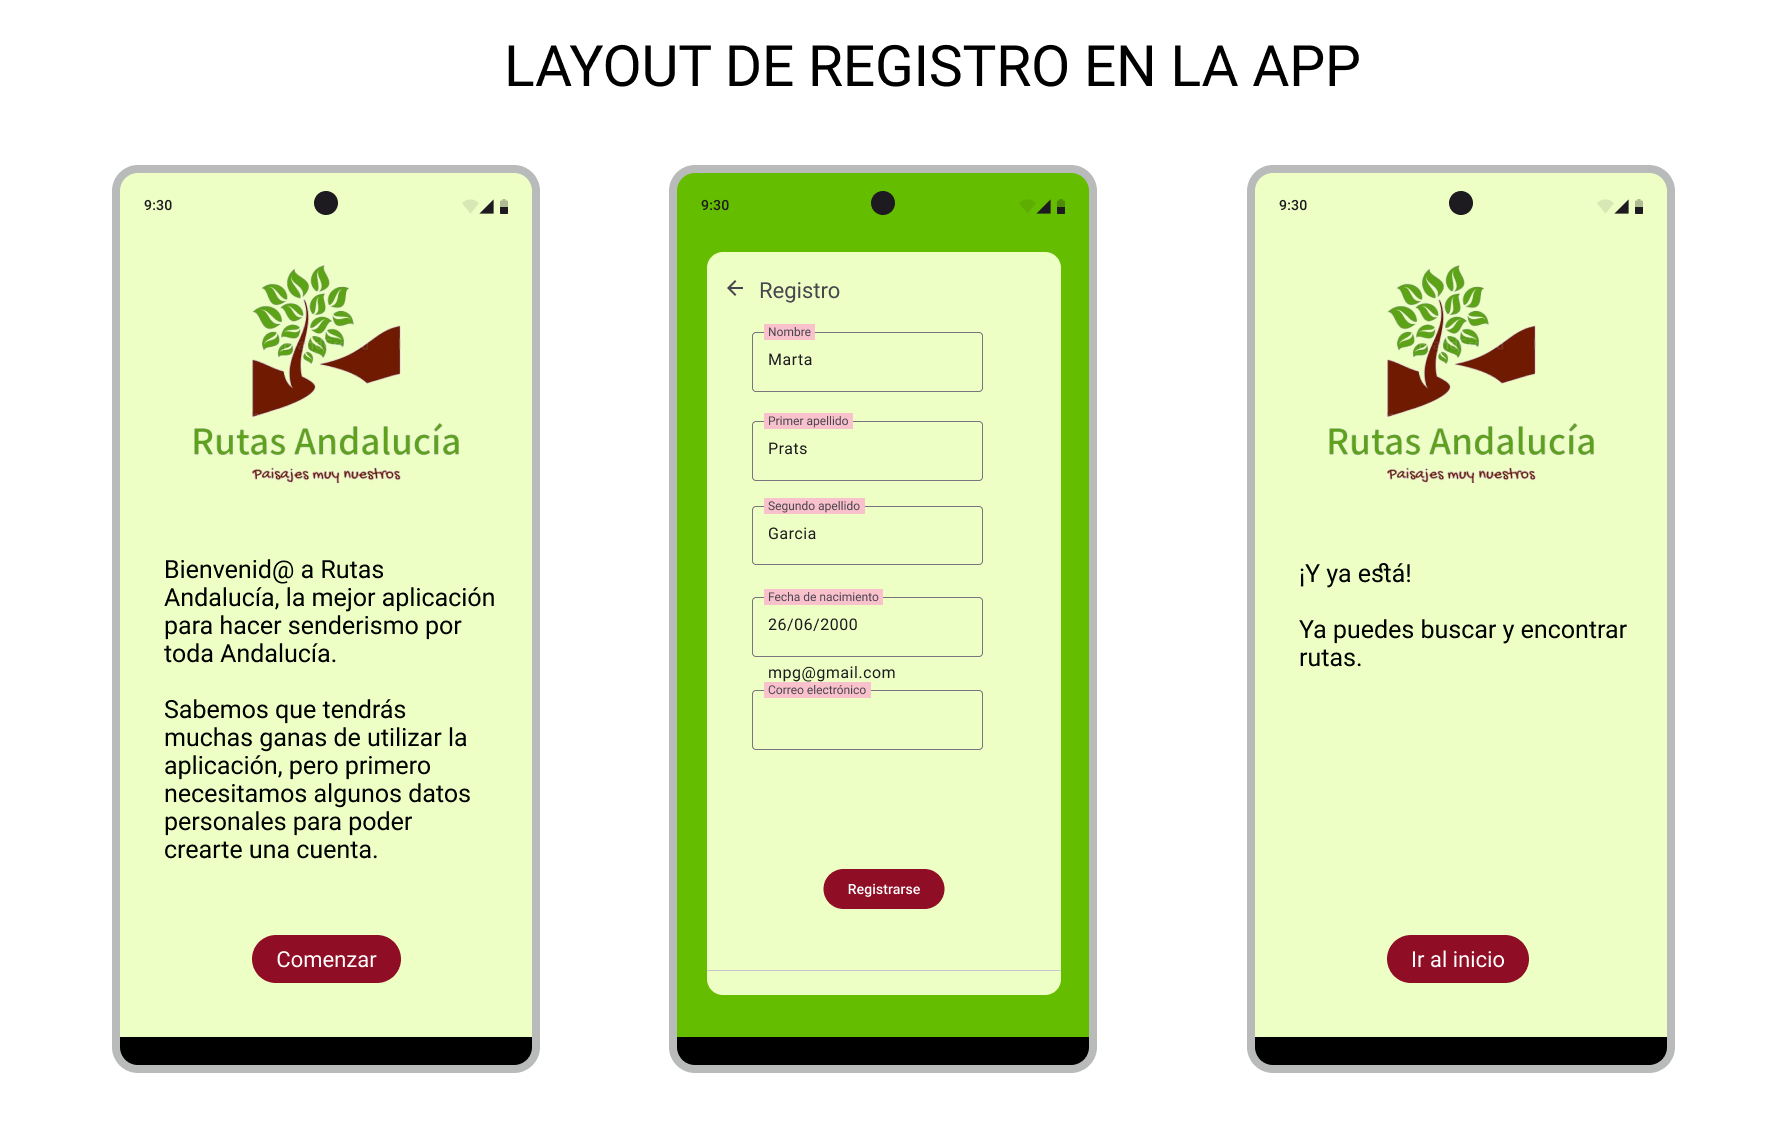 LAYOUT DE REGISTRO EN LA APP
9:30
Rutas Andalucía
Paisajes muy nuestros
Bienvenid@ a Rutas
Andalucía, la mejor aplicación
para hacer senderismo por
toda Andalucía.
Sabemos que tendrás
muchas ganas de utilizar la
aplicación, pero primero
necesitamos algunos datos
personales para poder
crearte una cuenta.
Comenzar
9:30
Registro
Nombre
Marta
Primer apellido
Prats
Segundo apellido
Garcia
Fecha de nacimiento
26/06/2000
mpg@gmail.com
Correo electrónico
Registrarse
9:30
Rutas Andalucía
Paisajes muy nuestros
¡Y ya está!
Ya puedes buscar y encontrar
rutas.
Ir al inicio